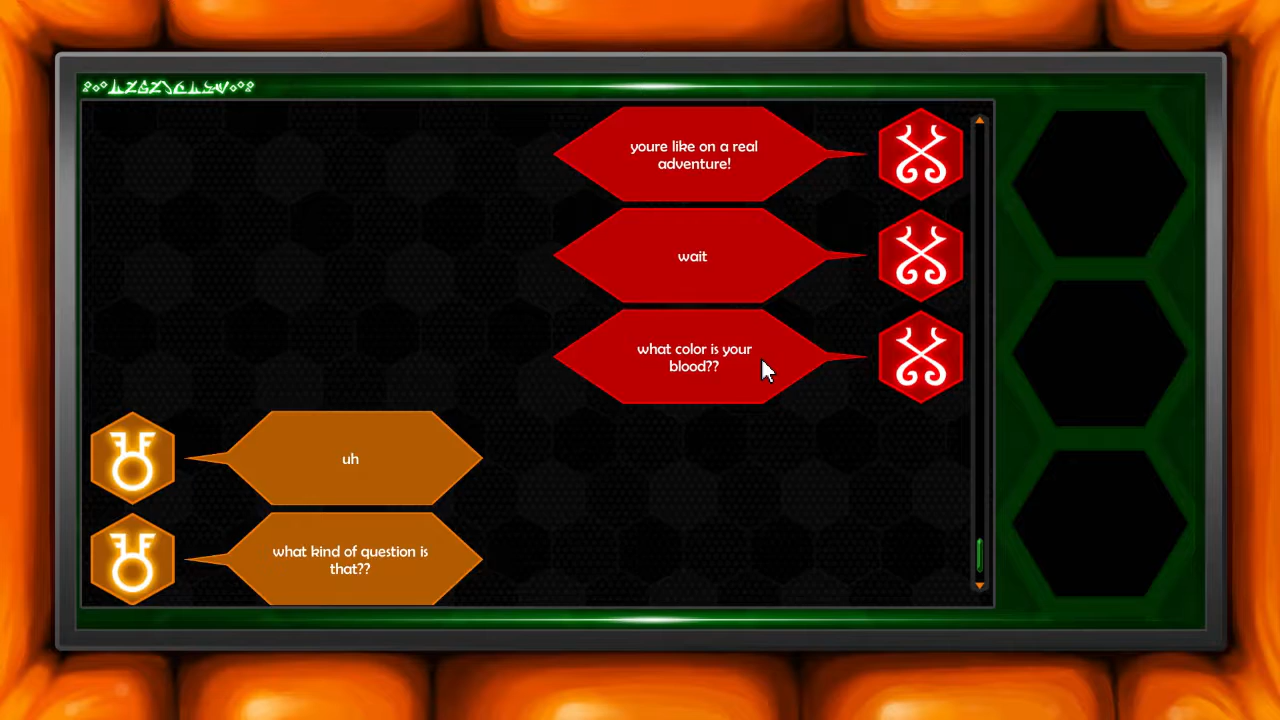 youre like on a real
adventure!
wait
what color is your
blood??
uh
what kind of question is
that??